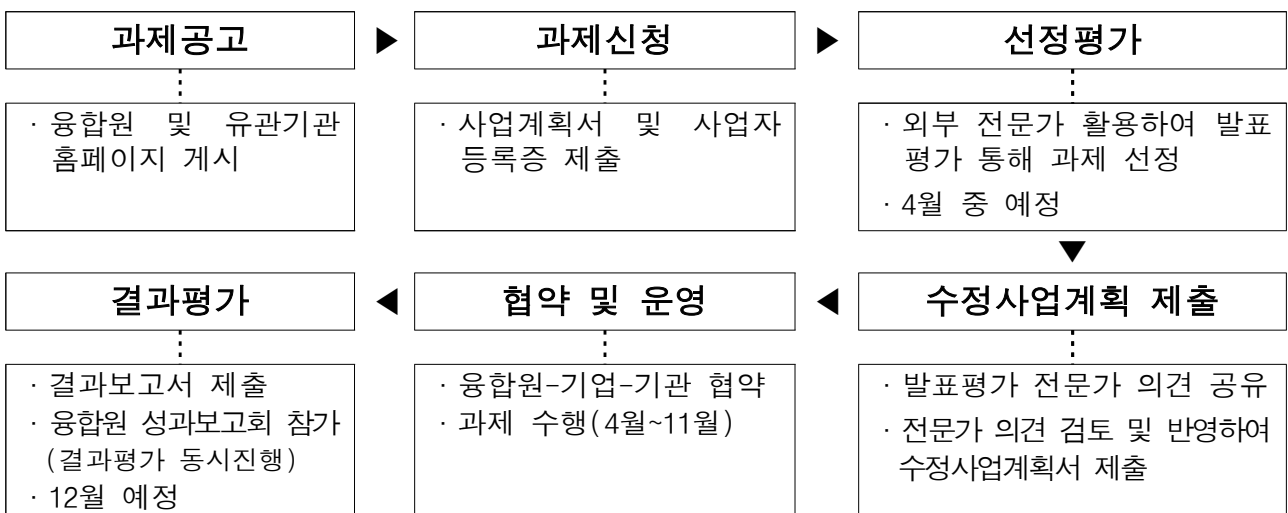 과제공고 ▶ 과제신청 ▶ 선정평가
· 융합원 및 유관기관
홈페이지 게시
· 사업계획서 및 사업자
등록증 제출
· 외부 전문가 활용하여 발표
평가 통해 과제 선정
· 4월 중 예정
▼
결과평가 ◀ 협약 및 운영 ◀ 수정사업계획 제출
· 결과보고서 제출
· 융합원 성과보고회 참가
(결과평가 동시진행)
· 12월 예정
· 융합원-기업-기관 협약
· 과제 수행(4월~11월)
· 발표평가 전문가 의견 공유
· 전문가 의견 검토 및 반영하여
수정사업계획서 제출